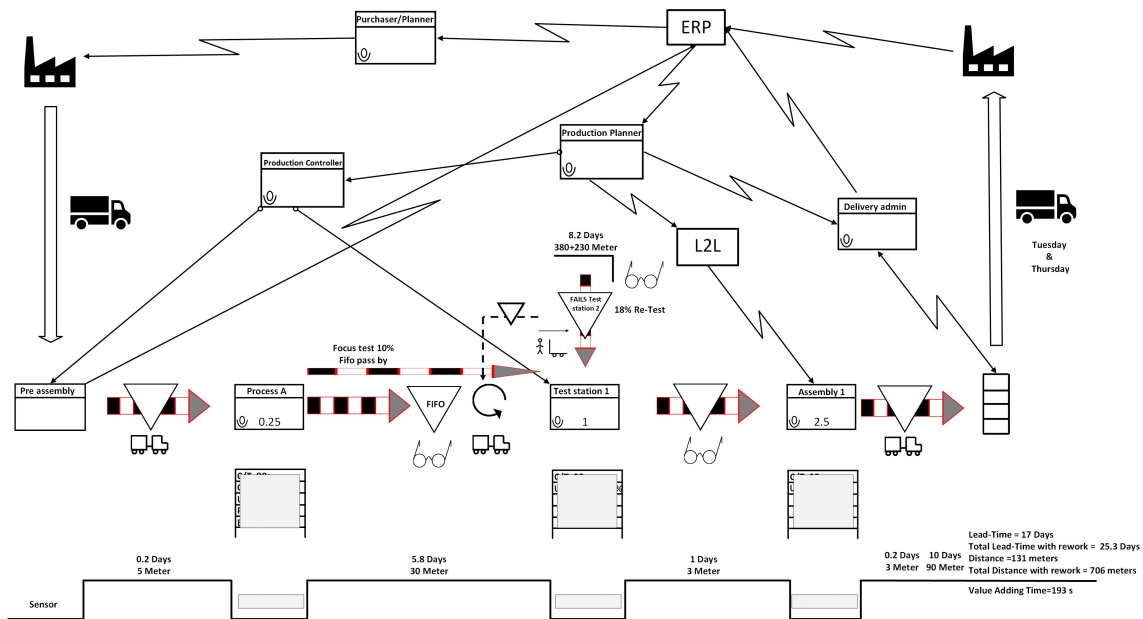 Purchaser/Planner
ERP
Production Planner
Production Controller
Delivery admin
8.2 Days
380+230 Meter
L2L
Tuesday
&
Thursday
FAILS Test
station 2
18% Re-Test
Focus test 10%
Fifo pass by
Pre assembly
Process A
0.25
FIFO
Test station 1
1
Assembly 1
2.5
0.2 Days
5 Meter
5.8 Days
30 Meter
1 Days
3 Meter
0.2 Days
3 Meter
10 Days
90 Meter
Lead-Time = 17 Days
Total Lead-Time with rework = 25.3 Days
Distance =131 meters
Total Distance with rework = 706 meters
Value Adding Time=193 s
Sensor